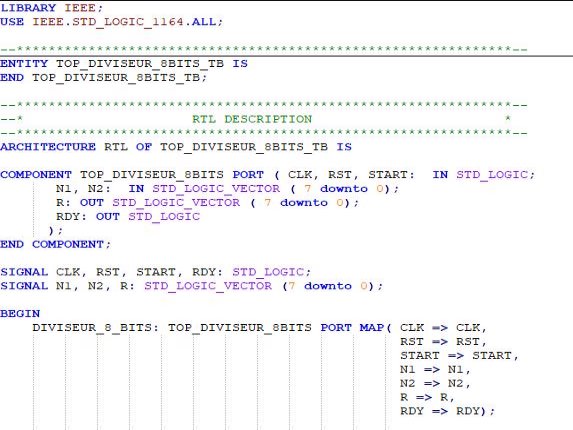 LIBRARY IEEE;
USE IEEE.STD_LOGIC_1164.ALL;
--*************************************************************--
ENTITY TOP_DIVISEUR_8BITS_TB IS
END TOP_DIVISEUR_8BITS_TB;
--*************************************************************--
--* RTL DESCRIPTION *
--*************************************************************--
ARCHITECTURE RTL OF TOP_DIVISEUR_8BITS_TB IS
COMPONENT TOP_DIVISEUR_8BITS PORT ( CLK, RST, START: IN STD_LOGIC;
N1, N2: IN STD_LOGIC_VECTOR ( 7 downto 0);
R: OUT STD_LOGIC_VECTOR ( 7 downto 0);
RDY: OUT STD_LOGIC
);
END COMPONENT;
SIGNAL CLK, RST, START, RDY: STD_LOGIC;
SIGNAL N1, N2, R: STD_LOGIC_VECTOR (7 downto 0);
BEGIN
DIVISEUR_8_BITS: TOP_DIVISEUR_8BITS PORT MAP( CLK => CLK,
RST => RST,
START => START,
N1 => N1,
N2 => N2,
R => R,
RDY => RDY);